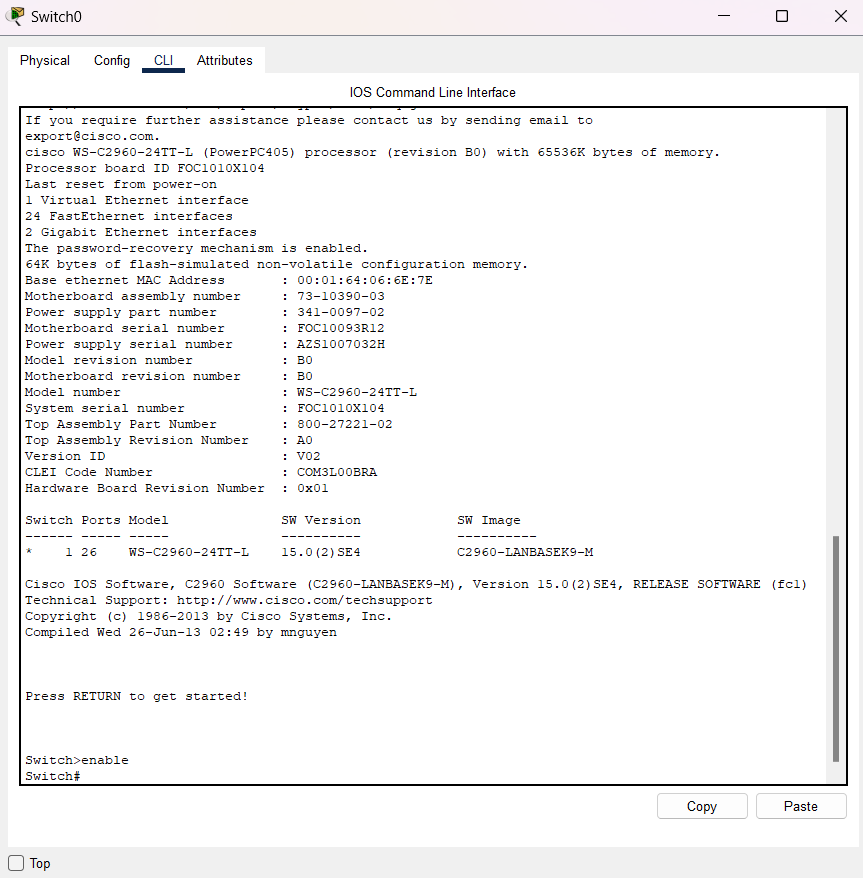 Switch0
Physical Config CLI Attributes
IOS Command Line Interface
If you require further assistance please contact us by sending email to
export@cisco.com.
cisco WS-C2960-24TT-L (PowerPC405) processor (revision B0) with 65536K bytes of memory.
Processor board ID FOC1010X104
Last reset from power-on
1 Virtual Ethernet interface
24 FastEthernet interfaces
2 Gigabit Ethernet interfaces
The password-recovery mechanism is enabled.
64K bytes of flash-simulated non-volatile configuration memory.
Base ethernet MAC Address       : 00:01:64:06:6E:7E
Motherboard assembly number     : 73-10390-03
Power supply part number        : 341-0097-02
Motherboard serial number       : FOC10093R12
Power supply serial number      : AZS1007032H
Model revision number           : B0
Motherboard revision number     : B0
Model number                    : WS-C2960-24TT-L
System serial number            : FOC1010X104
Top Assembly Part Number        : 800-27221-02
Top Assembly Revision Number    : A0
Version ID                      : V02
CLEI Code Number                : COM3L00BRA
Hardware Board Revision Number  : 0x01
Switch Ports Model              SW Version            SW Image
------ ----- -----              ----------            ----------
*    1 26    WS-C2960-24TT-L    15.0(2)SE4            C2960-LANBASEK9-M
Cisco IOS Software, C2960 Software (C2960-LANBASEK9-M), Version 15.0(2)SE4, RELEASE SOFTWARE (fc1)
Technical Support: http://www.cisco.com/techsupport
Copyright (c) 1986-2013 by Cisco Systems, Inc.
Compiled Wed 26-Jun-13 02:49 by mnguyen
Press RETURN to get started!
Switch>enable
Switch#
Copy Paste
Top